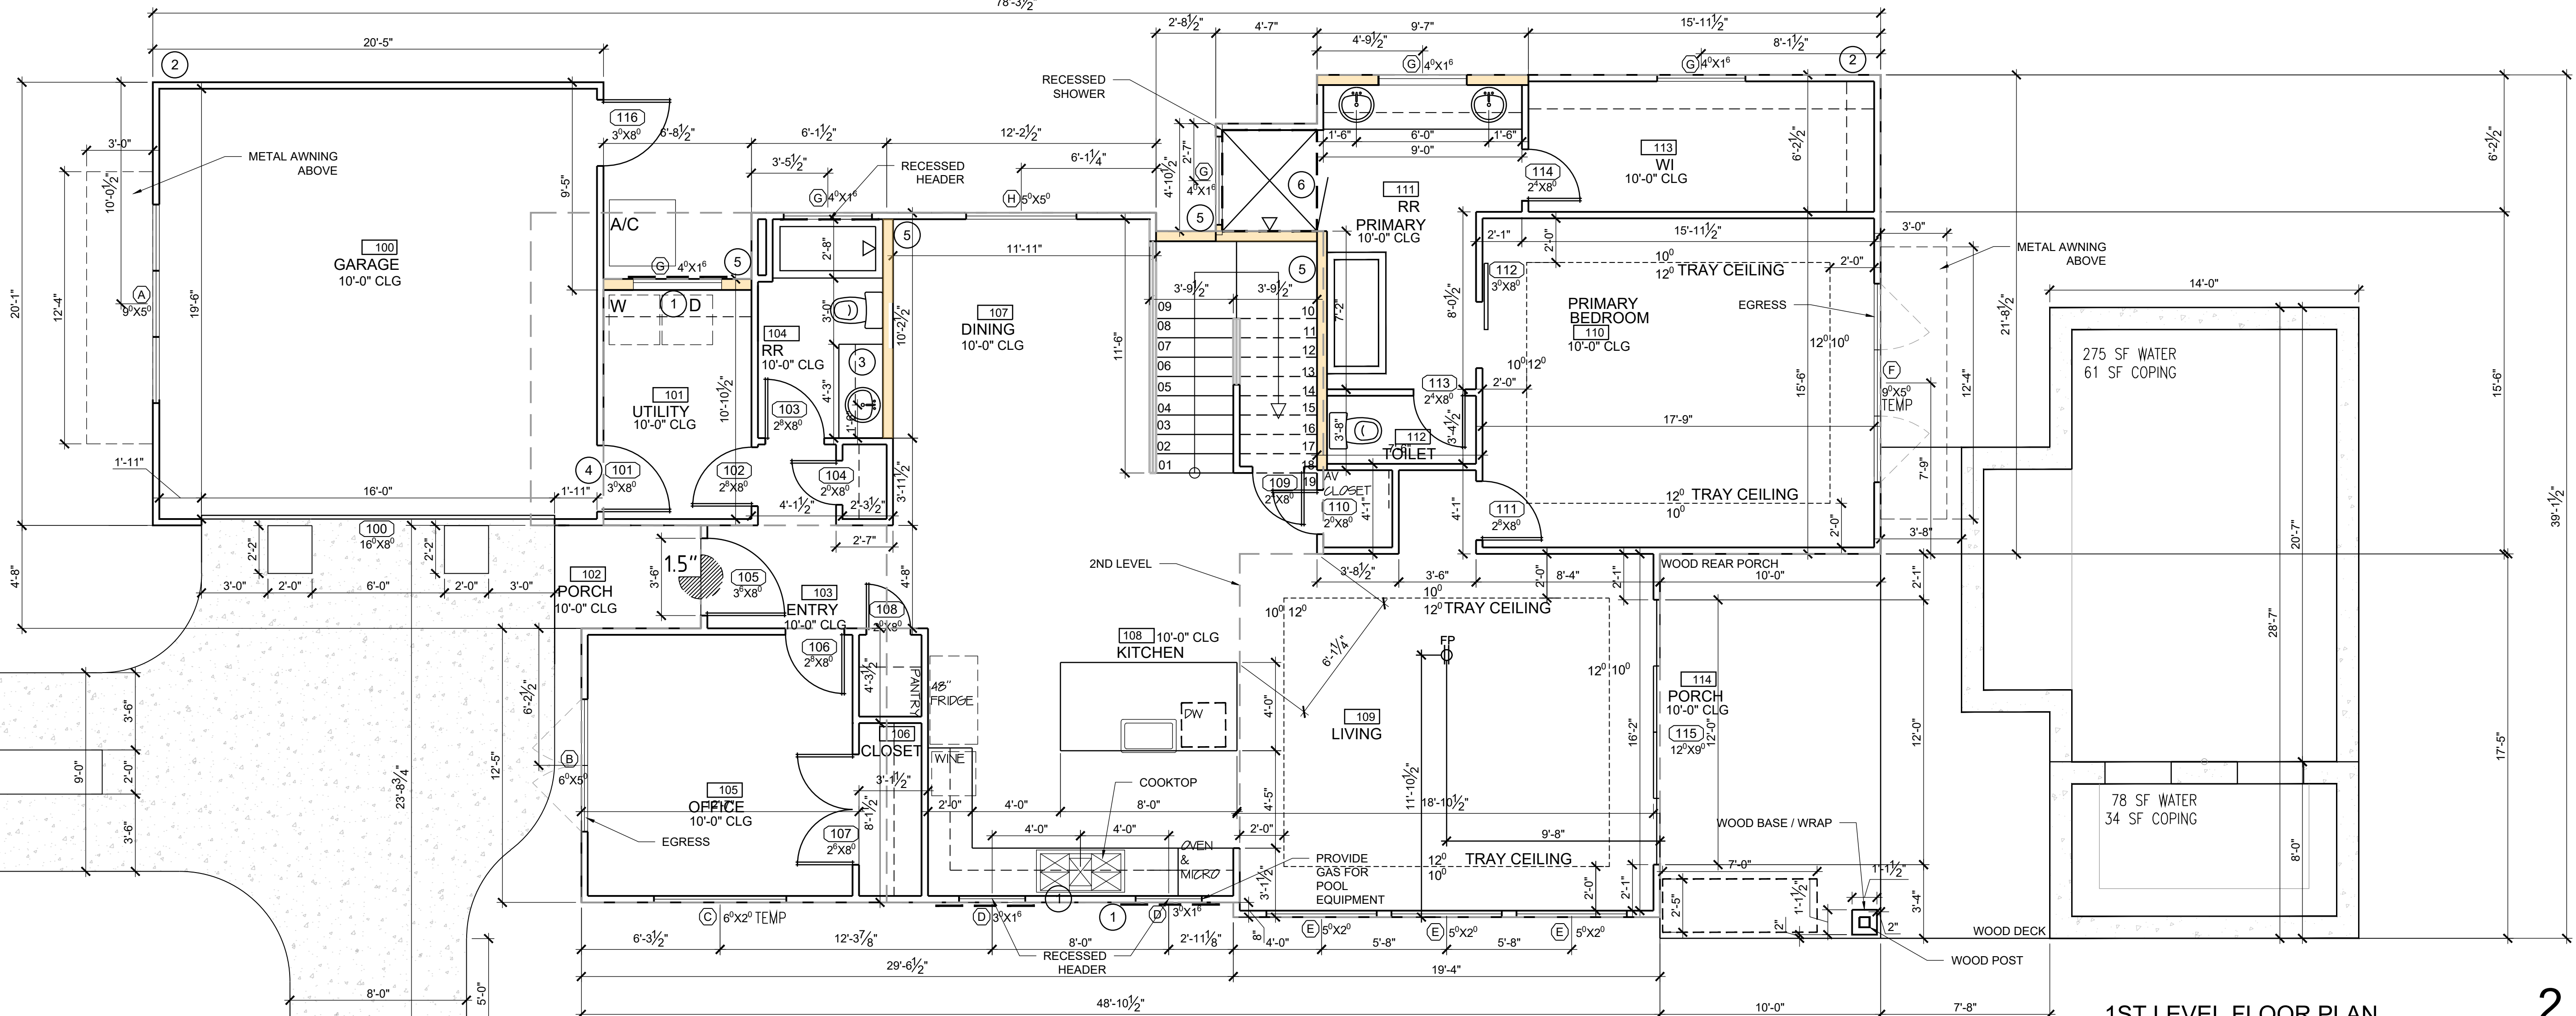 78'-3½"
20'-5"
2'-8½"
4'-7"
9'-7"
15'-11½"
4'-9½"
8'-1½"
2
G 4⁰X1⁶
G 4⁰X1⁶
2
RECESSED
SHOWER
116
3⁰X8⁰
6'-8½"
6'-1½"
12'-2½"
3'-0"
METAL AWNING
ABOVE
3'-5½"
RECESSED
HEADER
6'-1¼"
4'-10½"
2'-7"
G
4⁰X1⁶
5
6
1'-6"
6'-0"
1'-6"
9'-0"
114
2⁴X8⁰
113
WI
10'-0" CLG
6'-2½"
6'-2½"
111
RR
PRIMARY
10'-0" CLG
10'-0½"
9'-5"
G 4⁰X1⁶
H 5⁰X5⁰
A/C
G 4⁰X1⁶
5
5
2'-8"
11'-11"
5
2'-1"
15'-11½"
2'-0"
3'-0"
METAL AWNING
ABOVE
100
GARAGE
10'-0" CLG
20'-1"
12'-4"
A
9⁰X5⁰
19'-6"
W
1
D
3'-0"
10'-2½"
107
DINING
10'-0" CLG
11'-6"
3'-9½"
3'-9½"
09
08
07
06
05
04
03
02
01
10
11
12
13
14
15
16
17
18
19
7'-2"
8'-0½"
112
3⁰X8⁰
10⁰
12⁰ TRAY CEILING
2'-0"
PRIMARY
BEDROOM
110
10'-0" CLG
EGRESS
12⁰ 10⁰
10⁰ 12⁰
2'-0"
15'-6"
21'-8½"
15'-6"
39'-1½"
14'-0"
275 SF WATER
61 SF COPING
F
9⁰X5⁰
TEMP
12'-4"
7'-9"
104
RR
10'-0" CLG
3
4'-3"
1'-6"
103
2⁸X8⁰
101
UTILITY
10'-0" CLG
10'-10½"
113
2⁴X8⁰
3'-4½"
3'-8"
112
7'-6"
TOILET
17'-9"
4
101
3⁰X8⁰
102
2⁸X8⁰
104
2⁰X8⁰
3'-11½"
4'-1½"
2'-3½"
2'-7"
109
AV
CLOSET
110
2⁰X8⁰
4'-1"
4'-1"
111
2⁸X8⁰
12⁰ TRAY CEILING
10⁰
2'-0"
3'-8"
20'-7"
28'-7"
1'-11"
16'-0"
1'-11"
100
16⁰X8⁰
2'-2"
2'-2"
3'-0"
2'-0"
6'-0"
2'-0"
3'-0"
4'-8"
1.5"
3'-6"
105
3⁶X8⁰
102
PORCH
10'-0" CLG
103
ENTRY
10'-0" CLG
4'-8"
108
106
2⁸X8⁰
2ND LEVEL
3'-8½"
3'-6"
8'-4"
2'-0"
2'-1"
WOOD REAR PORCH
10'-0"
2'-1"
10⁰
12⁰ TRAY CEILING
10⁰ 12⁰
6'-1¼"
108
10'-0" CLG
KITCHEN
FP
12⁰ 10⁰
4'-3½"
PANTRY
48"
FRIDGE
DW
4'-0"
109
LIVING
114
PORCH
10'-0" CLG
115
12⁰X9⁰
12'-0"
12'-0"
16'-2"
17'-5"
3'-6"
9'-0"
2'-0"
3'-6"
23'-8¾"
12'-5"
6'-2½"
B
6⁰X5⁰
106
CLOSET
3'-1½"
WINE
COOKTOP
105
OFFICE
12'-7"
10'-0" CLG
EGRESS
107
2⁶X8⁰
8'-1½"
2'-0"
4'-0"
8'-0"
4'-5"
11'-10½"
18'-10½"
9'-8"
78 SF WATER
34 SF COPING
8'-0"
4'-0"
4'-0"
2'-0"
OVEN
&
MICRO
PROVIDE
GAS FOR
POOL
EQUIPMENT
12⁰ TRAY CEILING
10⁰
3'-1½"
2'-0"
2'-1"
WOOD BASE / WRAP
7'-0"
1'-1½"
2'-5"
1'-1½"
2"
2"
3'-4"
C 6⁰X2⁰ TEMP
D 3⁰X1⁶
1
1
D 3⁰X1⁶
E 5⁰X2⁰
E 5⁰X2⁰
E 5⁰X2⁰
WOOD DECK
WOOD POST
6'-3½"
12'-3⅞"
8'-0"
2'-11⅛"
8"
4'-0"
5'-8"
5'-8"
RECESSED
HEADER
29'-6½"
19'-4"
8'-0"
5'-0"
48'-10½"
10'-0"
7'-8"
1ST LEVEL FLOOR PLAN
2